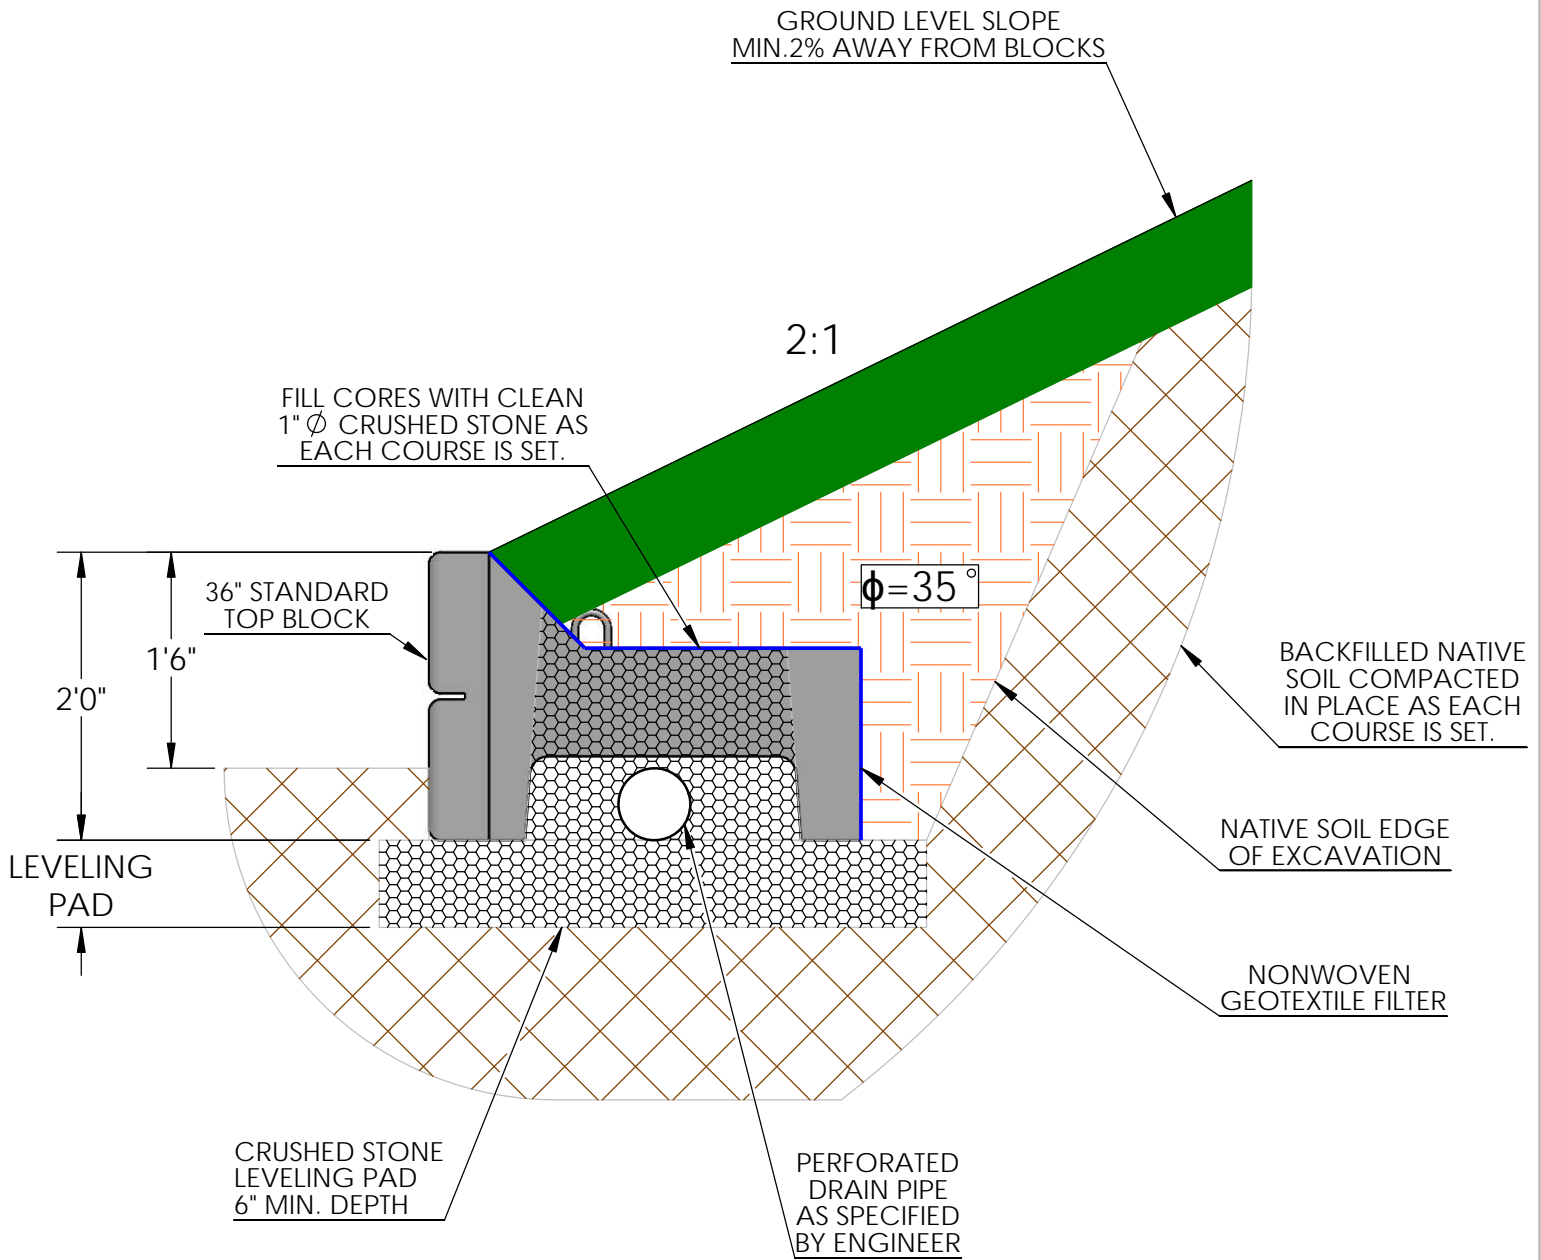 GROUND LEVEL SLOPE
MIN.2% AWAY FROM BLOCKS
2:1
FILL CORES WITH CLEAN
1"∅ CRUSHED STONE AS
EACH COURSE IS SET.
36" STANDARD
TOP BLOCK
1'6"
2'0"
ϕ=35°
BACKFILLED NATIVE
SOIL COMPACTED
IN PLACE AS EACH
COURSE IS SET.
NATIVE SOIL EDGE
OF EXCAVATION
LEVELING
PAD
NONWOVEN
GEOTEXTILE FILTER
CRUSHED STONE
LEVELING PAD
6" MIN. DEPTH
PERFORATED
DRAIN PIPE
AS SPECIFIED
BY ENGINEER